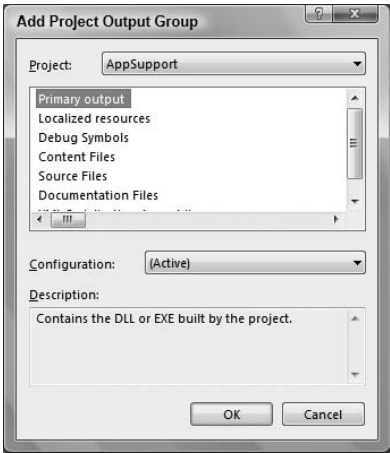 Add Project Output Group
Project: AppSupport
Primary output
Localized resources
Debug Symbols
Content Files
Source Files
Documentation Files
Configuration: (Active)
Description:
Contains the DLL or EXE built by the project.
OK Cancel